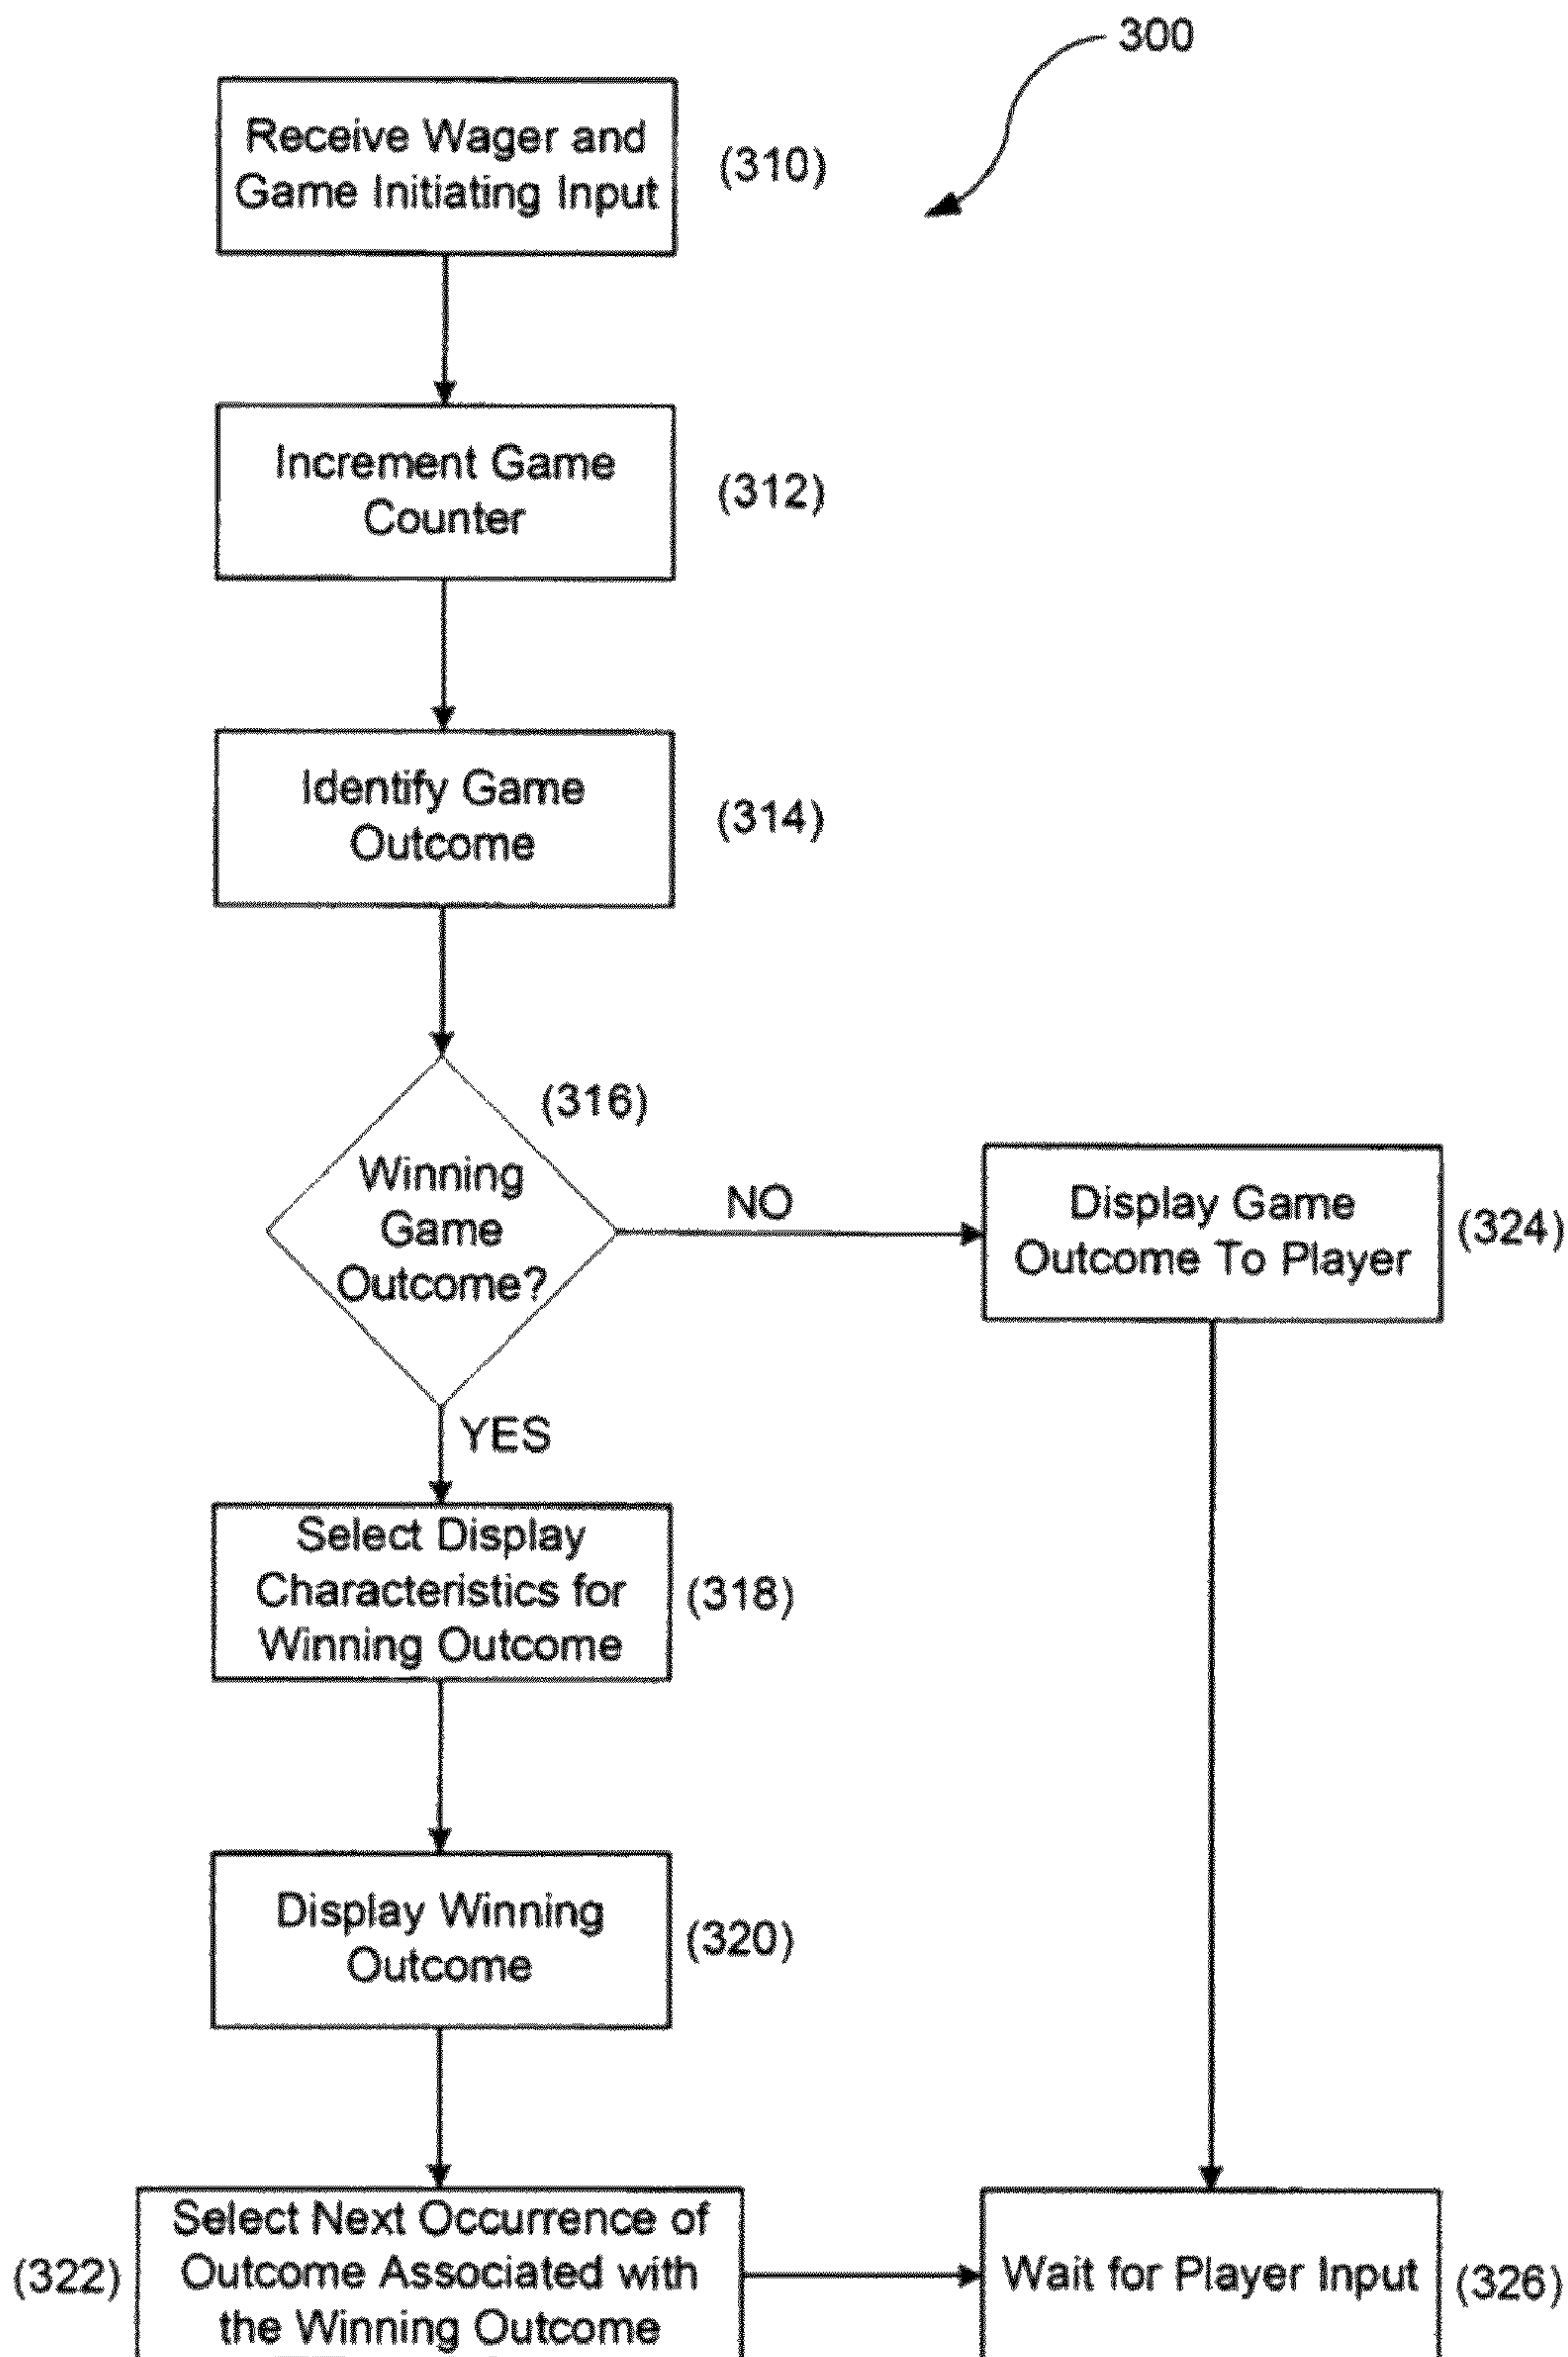 300
Receive Wager and
Game Initiating Input
(310)
Increment Game
Counter
(312)
Identify Game
Outcome
(314)
(316)
Winning
Game
Outcome?
NO
Display Game
Outcome To Player
(324)
YES
Select Display
Characteristics for
Winning Outcome
(318)
Display Winning
Outcome
(320)
(322)
Select Next Occurrence of
Outcome Associated with
the Winning Outcome
Wait for Player Input
(326)